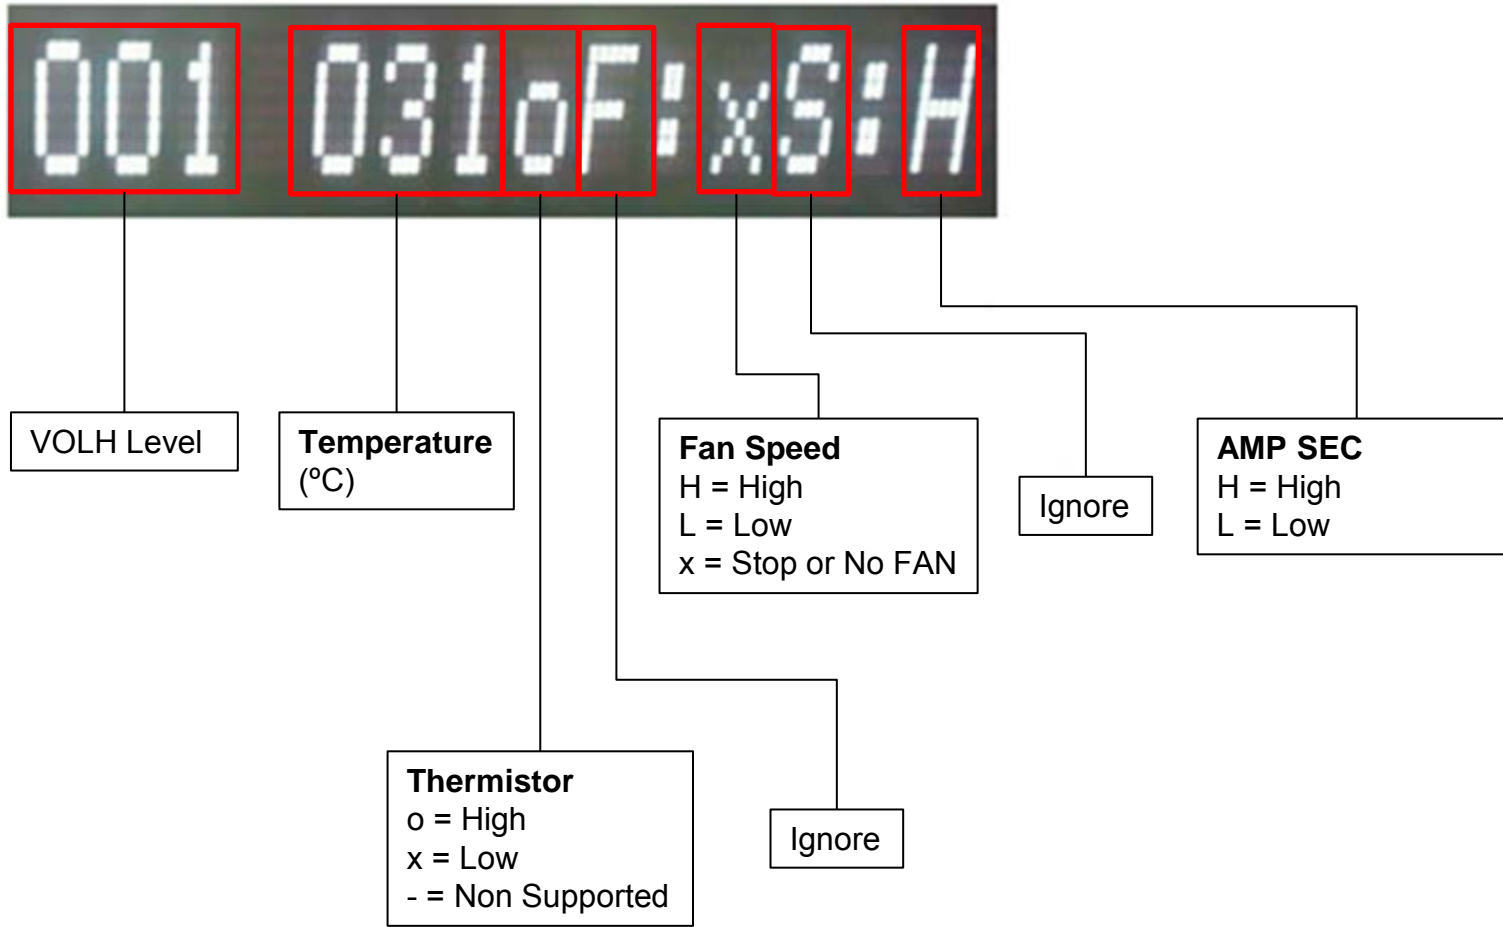 001 031oF:xS:H
VOLH Level
Temperature
(ºC)
Fan Speed
H = High
L = Low
x = Stop or No FAN
Ignore
AMP SEC
H = High
L = Low
Thermistor
o = High
x = Low
- = Non Supported
Ignore